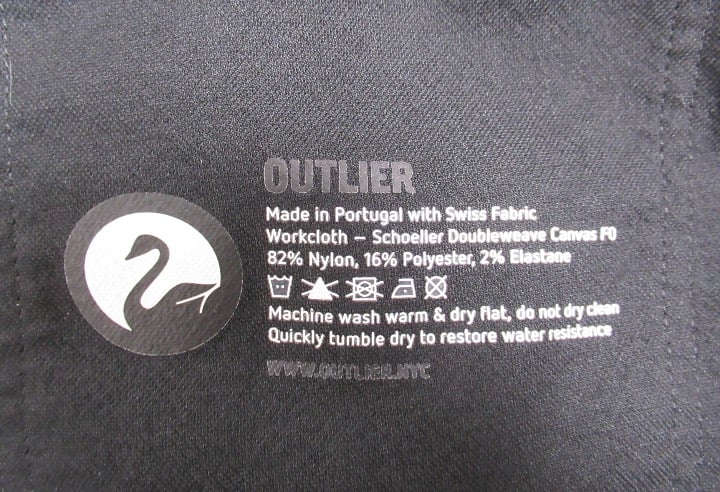 OUTLIER
Made in Portugal with Swiss Fabric
Workcloth – Schoeller Doubleweave Canvas F0
82% Nylon, 16% Polyester, 2% Elastane
Machine wash warm & dry flat, do not dry clean
Quickly tumble dry to restore water resistance
WWW.OUTLIER.NYC